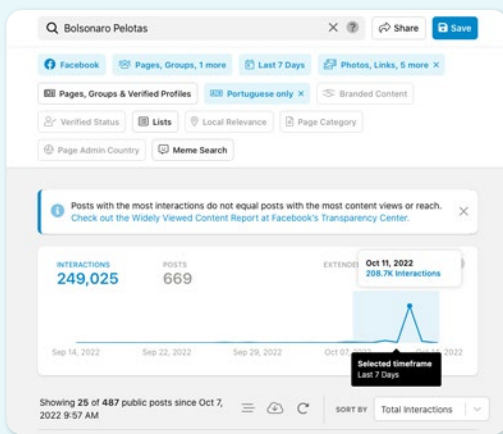 Bolsonaro Pelotas
Share
Save
Facebook
Pages, Groups, 1 more
Last 7 Days
Photos, Links, 5 more
Pages, Groups & Verified Profiles
Portuguese only
Branded Content
Verified Status
Lists
Local Relevance
Page Category
Page Admin Country
Meme Search
Posts with the most interactions do not equal posts with the most content views or reach.
Check out the Widely Viewed Content Report at Facebook's Transparency Center.
INTERACTIONS
249,025
POSTS
669
Oct 11, 2022
208.7K Interactions
Sep 14, 2022
Sep 22, 2022
Sep 29, 2022
Oct 07,
2022
Selected timeframe
Last 7 Days
Showing 25 of 487 public posts since Oct 7,
2022 9:57 AM
SORT BY
Total Interactions